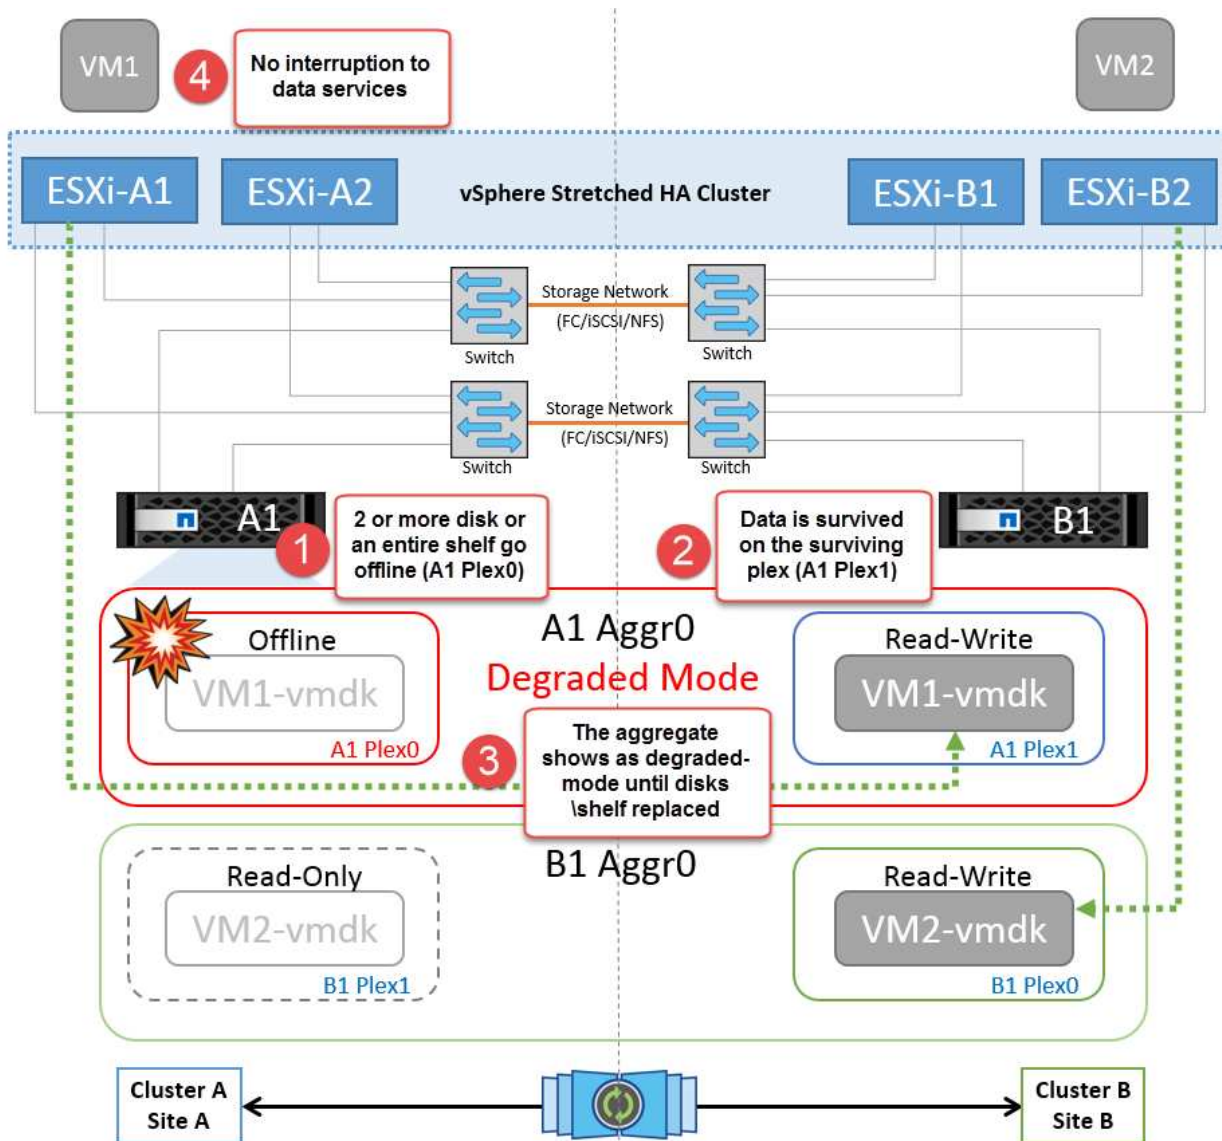 VM1
4
No interruption to
data services
VM2
ESXi-A1
ESXi-A2
vSphere Stretched HA Cluster
ESXi-B1
ESXi-B2
Storage Network
(FC/iSCSI/NFS)
Switch
Switch
Storage Network
(FC/iSCSI/NFS)
Switch
Switch
A1
1
2 or more disk or
an entire shelf go
offline (A1 Plex0)
2
Data is survived
on the surviving
plex (A1 Plex1)
B1
A1 Aggr0
Degraded Mode
Offline
VM1-vmdk
A1 Plex0
Read-Write
VM1-vmdk
A1 Plex1
3
The aggregate
shows as degraded-
mode until disks
\shelf replaced
B1 Aggr0
Read-Only
VM2-vmdk
B1 Plex1
Read-Write
VM2-vmdk
B1 Plex0
Cluster A
Site A
Cluster B
Site B